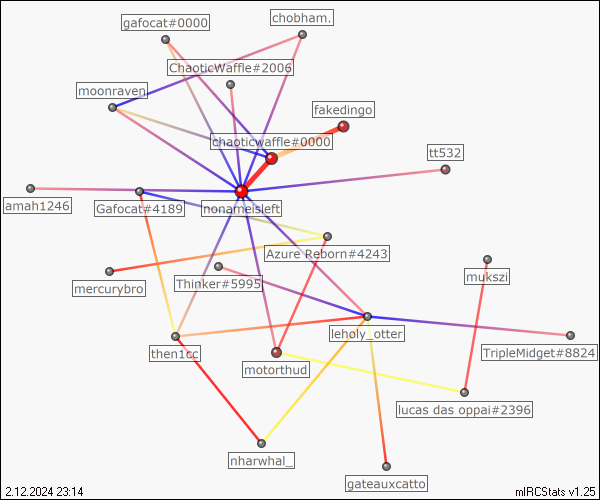 gafocat#0000
chobham.
ChaoticWaffle#2006
moonraven
fakedingo
chaoticwaffle#0000
tt532
amah1246
Gafocat#4189
nonameisleft
Azure Reborn#4243
mercurybro
Thinker#5995
mukszi
leholy_otter
then1cc
TripleMidget#8824
motorthud
lucas das oppai#2396
nharwhal_
gateauxcatto
2.12.2024 23:14
mIRCStats v1.25